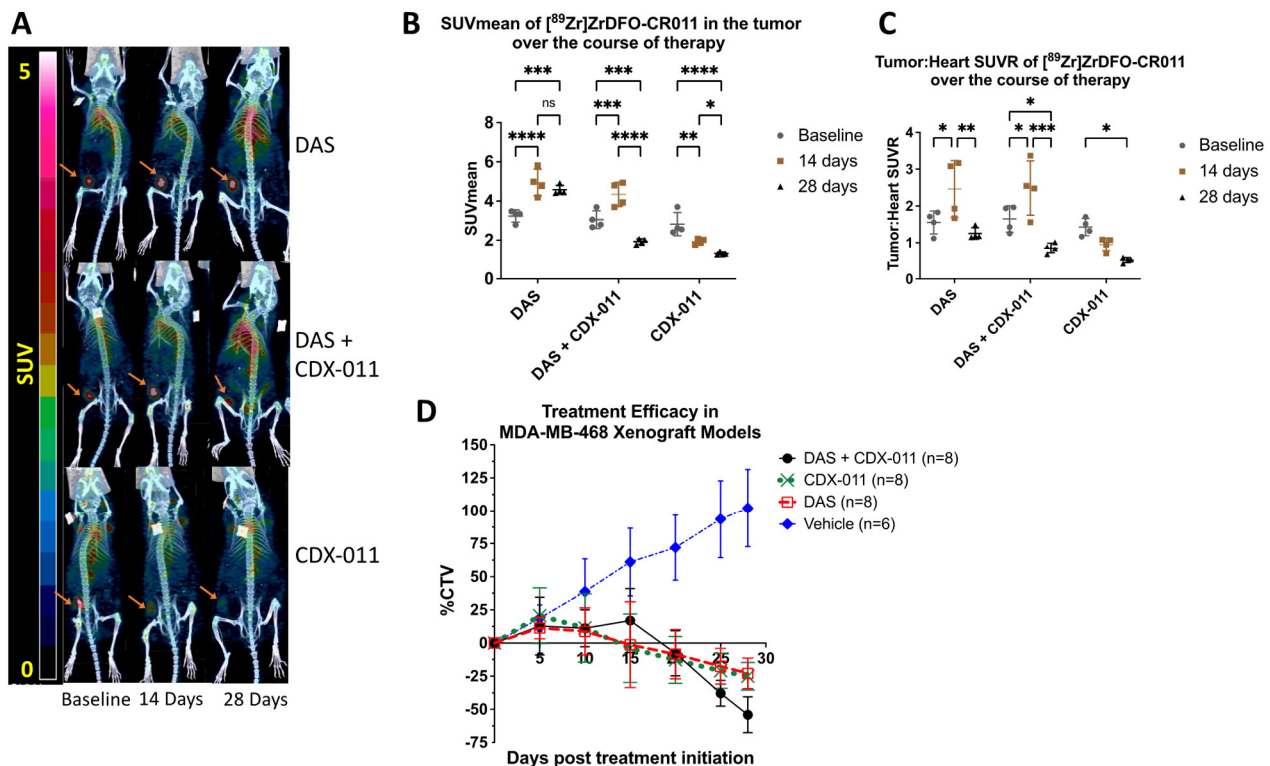 A
5
SUV
0
DAS
DAS +
CDX-011
CDX-011
Baseline
14 Days
28 Days
B
SUVmean of [⁸⁹Zr]ZrDFO-CR011 in the tumor
over the course of therapy
***
***
****
ns
***
*
****
****
**
8
6
4
2
0
SUVmean
DAS
DAS + CDX-011
CDX-011
Baseline
14 days
28 days
C
Tumor:Heart SUVR of [⁸⁹Zr]ZrDFO-CR011
over the course of therapy
*
*
**
*
***
*
4
3
2
1
0
Tumor:Heart SUVR
DAS
DAS + CDX-011
CDX-011
Baseline
14 days
28 days
D
Treatment Efficacy in
MDA-MB-468 Xenograft Models
150
125
100
75
50
25
0
-25
-50
-75
%CTV
5
10
15
25
30
Days post treatment initiation
DAS + CDX-011 (n=8)
CDX-011 (n=8)
DAS (n=8)
Vehicle (n=6)